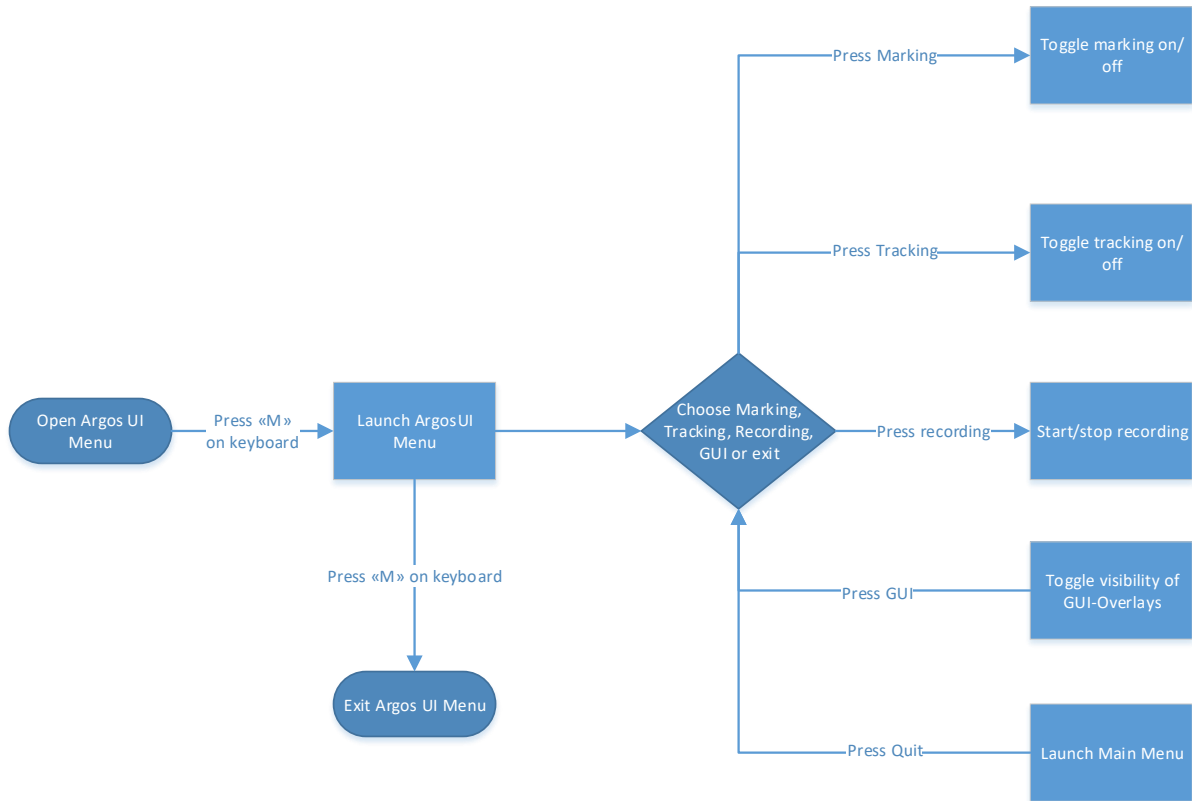 Press Marking
Toggle marking on/
off
Press Tracking
Toggle tracking on/
off
Open Argos UI
Menu
Press «M»
on keyboard
Launch ArgosUI
Menu
Choose Marking,
Tracking, Recording,
GUI or exit
Press recording
Start/stop recording
Press «M» on keyboard
Press GUI
Toggle visibility of
GUI-Overlays
Exit Argos UI Menu
Press Quit
Launch Main Menu